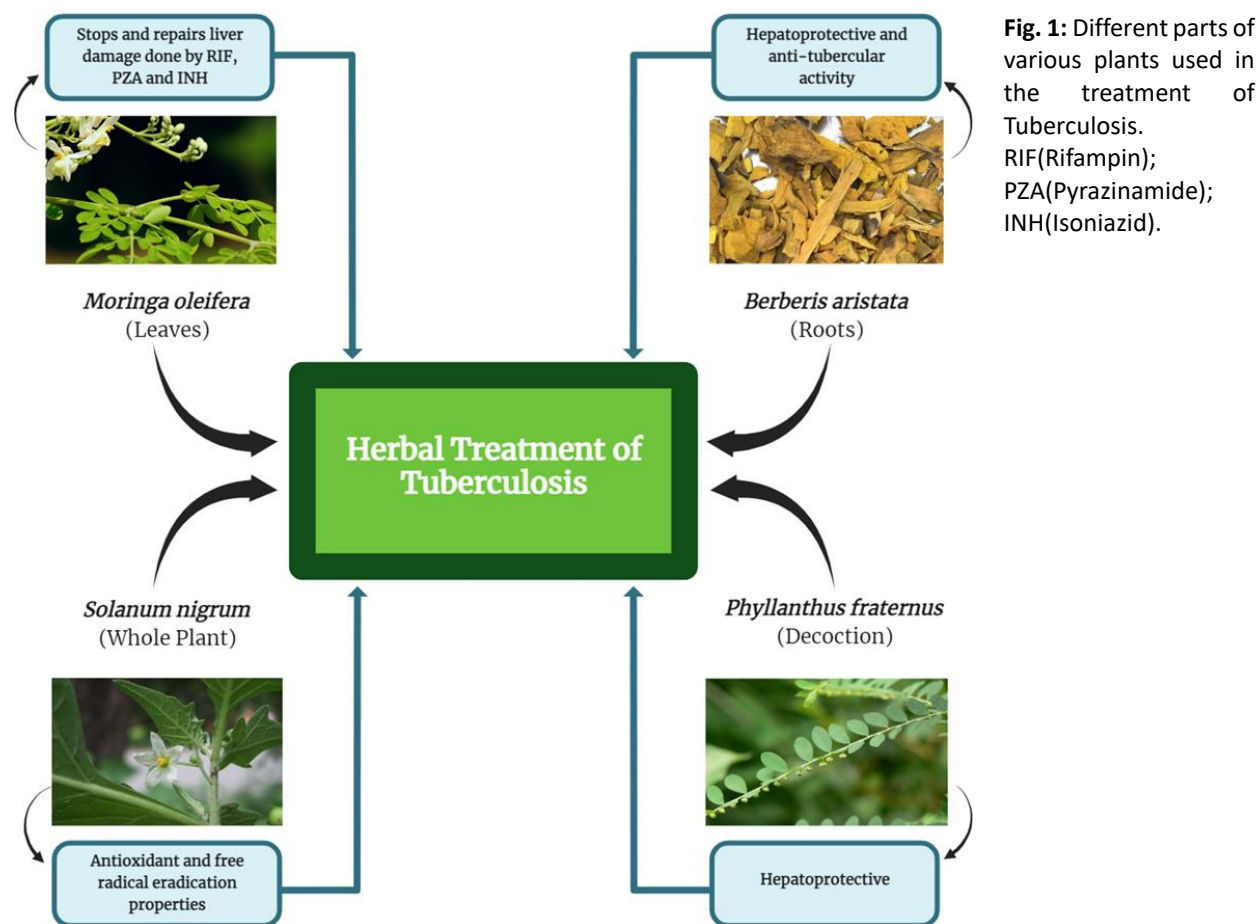 Stops and repairs liver
damage done by RIF,
PZA and INH
Hepatoprotective and
anti-tubercular
activity
Fig. 1: Different parts of
various plants used in
the treatment of
Tuberculosis.
RIF(Rifampin);
PZA(Pyrazinamide);
INH(Isoniazid).
Moringa oleifera
(Leaves)
Berberis aristata
(Roots)
Herbal Treatment of
Tuberculosis
Solanum nigrum
(Whole Plant)
Phyllanthus fraternus
(Decoction)
Antioxidant and free
radical eradication
properties
Hepatoprotective